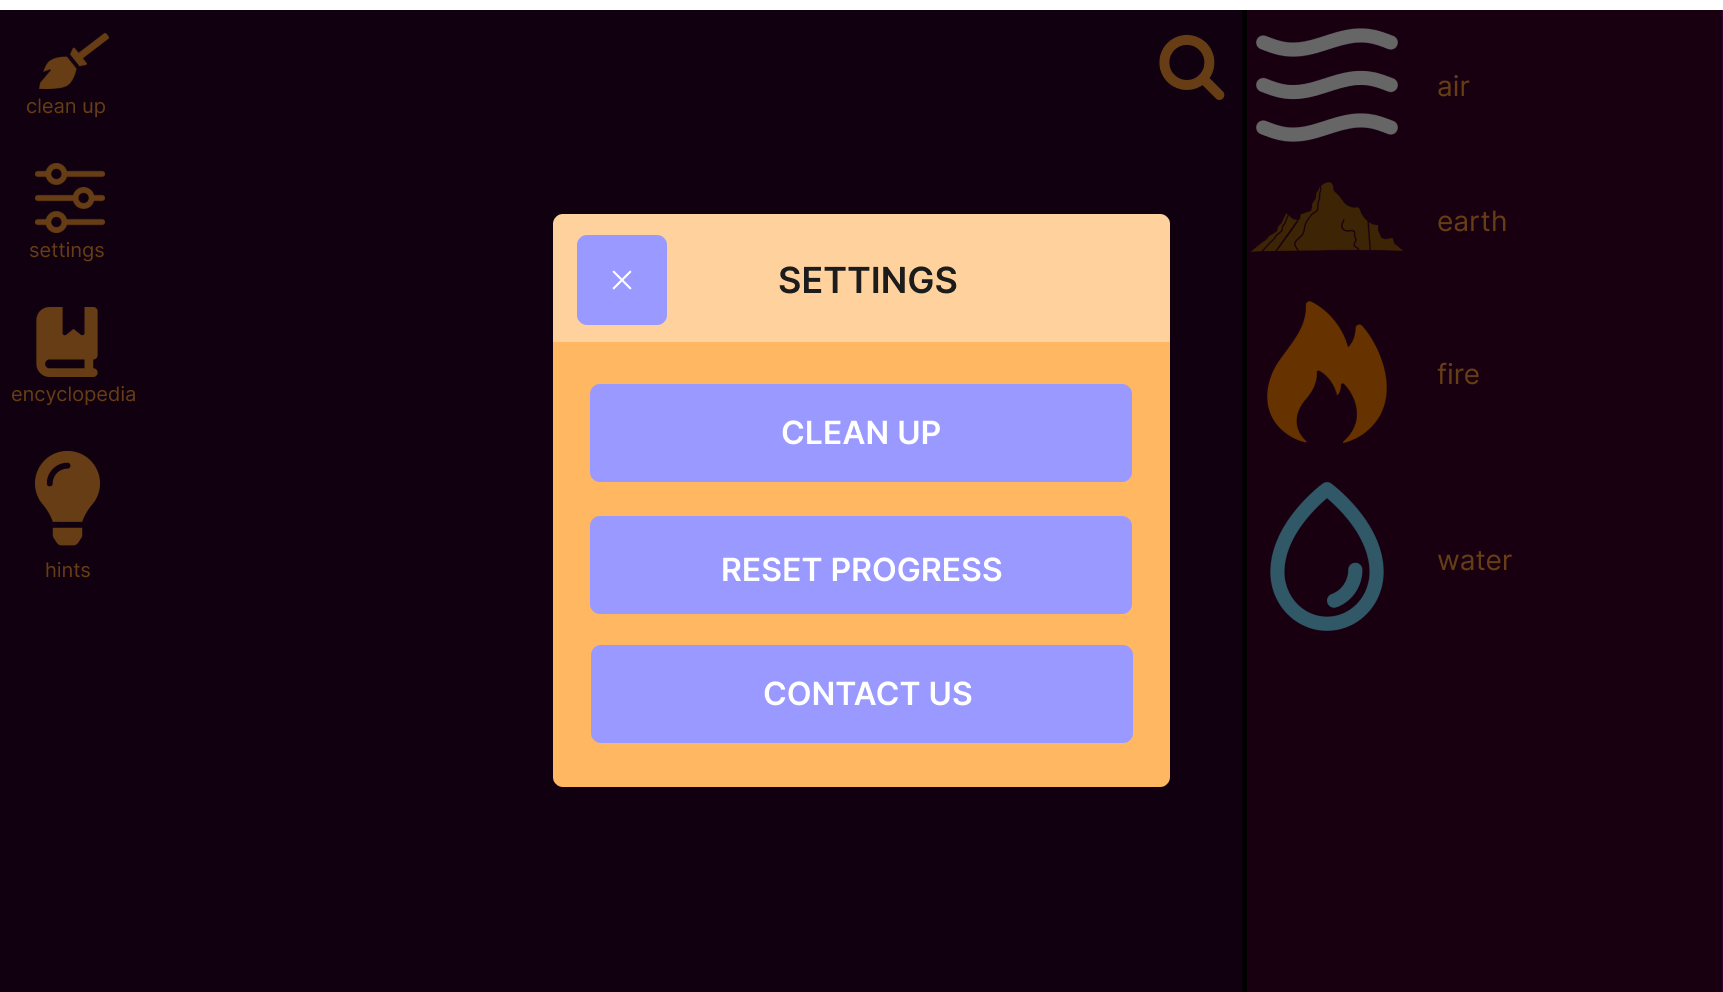 clean up
settings
encyclopedia
hints
SETTINGS
CLEAN UP
RESET PROGRESS
CONTACT US
air
earth
fire
water